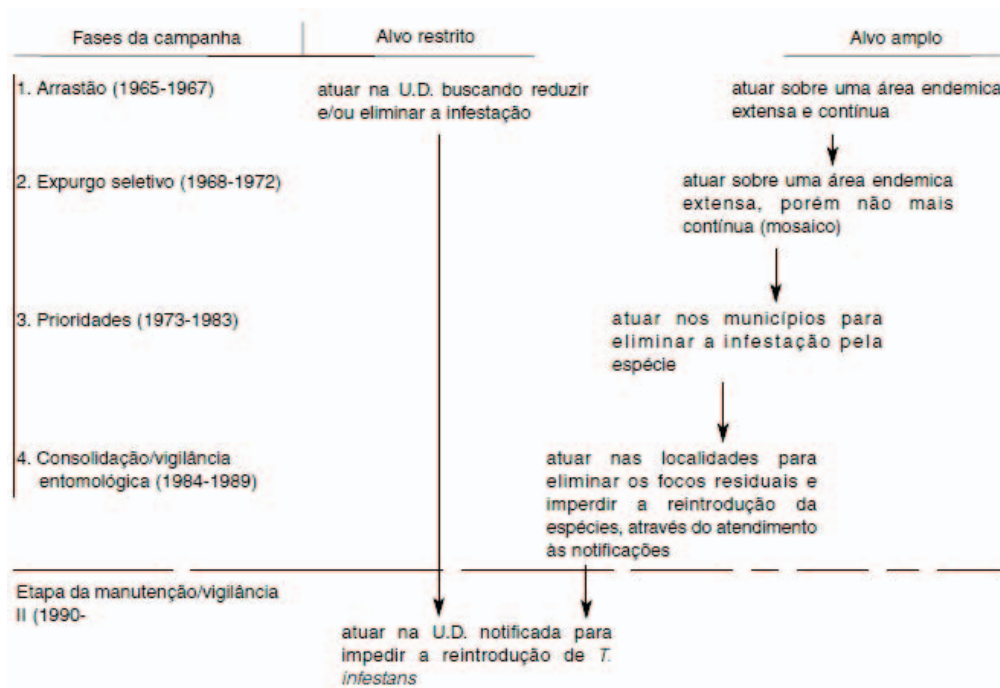 Fases da campanha
Alvo restrito
Alvo amplo
1. Arrastão (1965-1967)
atuar na U.D. buscando reduzir
e/ou eliminar a infestação
atuar sobre uma área endemica
extensa e contínua
2. Expurgo seletivo (1968-1972)
atuar sobre uma área endemica
extensa, porém não mais
contínua (mosaico)
3. Prioridades (1973-1983)
atuar nos municípios para
eliminar a infestação pela
espécie
4. Consolidação/vigilância
entomológica (1984-1989)
atuar nas localidades para
eliminar os focos residuais e
imperdir a reintrodução da
espécies, através do atendimento
às notificações
Etapa da manutenção/vigilância
II (1990-
atuar na U.D. notificada para
impedir a reintrodução de T.
infestans